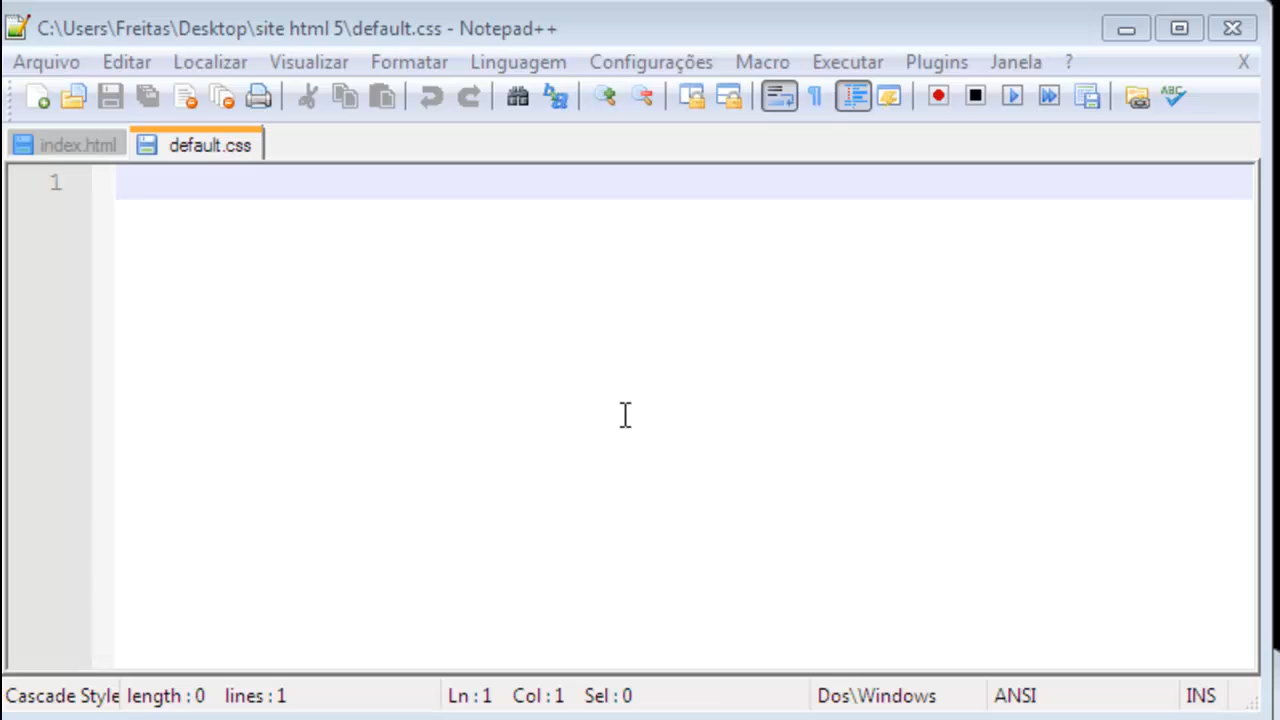 C:\Users\Freitas\Desktop\site html 5\default.css - Notepad++
Arquivo Editar Localizar Visualizar Formatar Linguagem Configurações Macro Executar Plugins Janela ? X
ABC
index.html default.css
1
Cascade Style length : 0 lines : 1 Ln : 1 Col : 1 Sel : 0 Dos\Windows ANSI INS